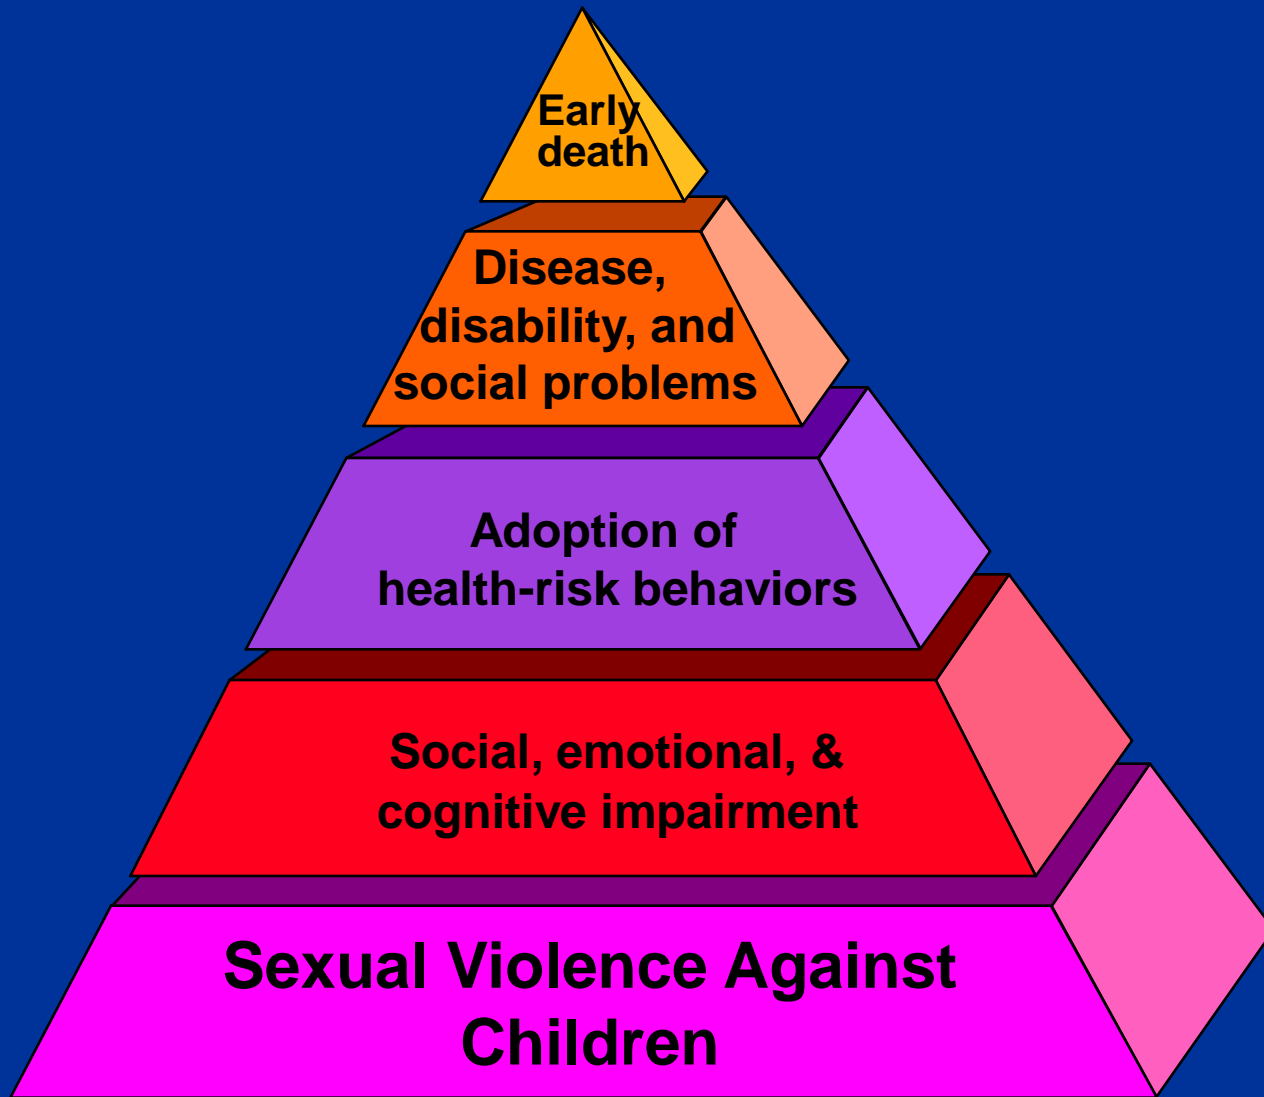 Early
death
Disease,
disability, and
social problems
Adoption of
health-risk behaviors
Social, emotional, &
cognitive impairment
Sexual Violence Against
Children